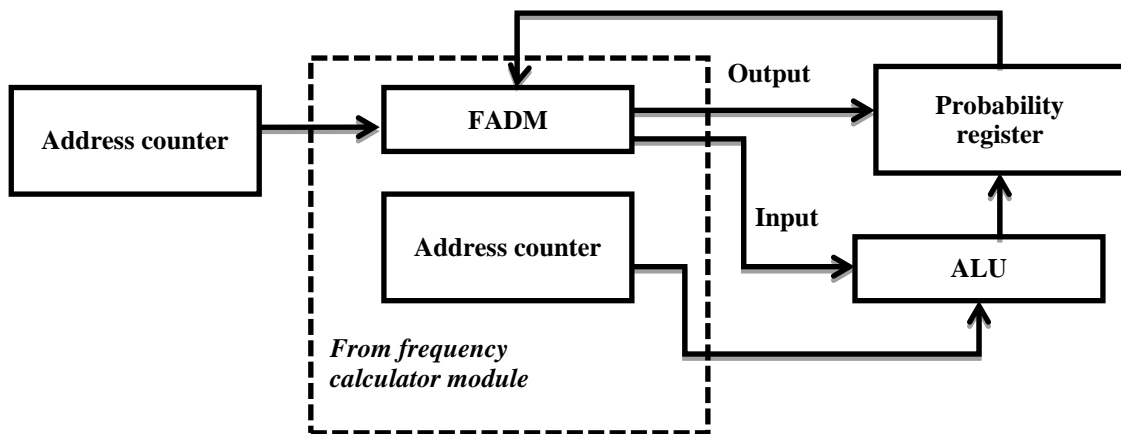 Output
Probability
register
FADM
Address counter
Address counter
Input
ALU
From frequency
calculator module